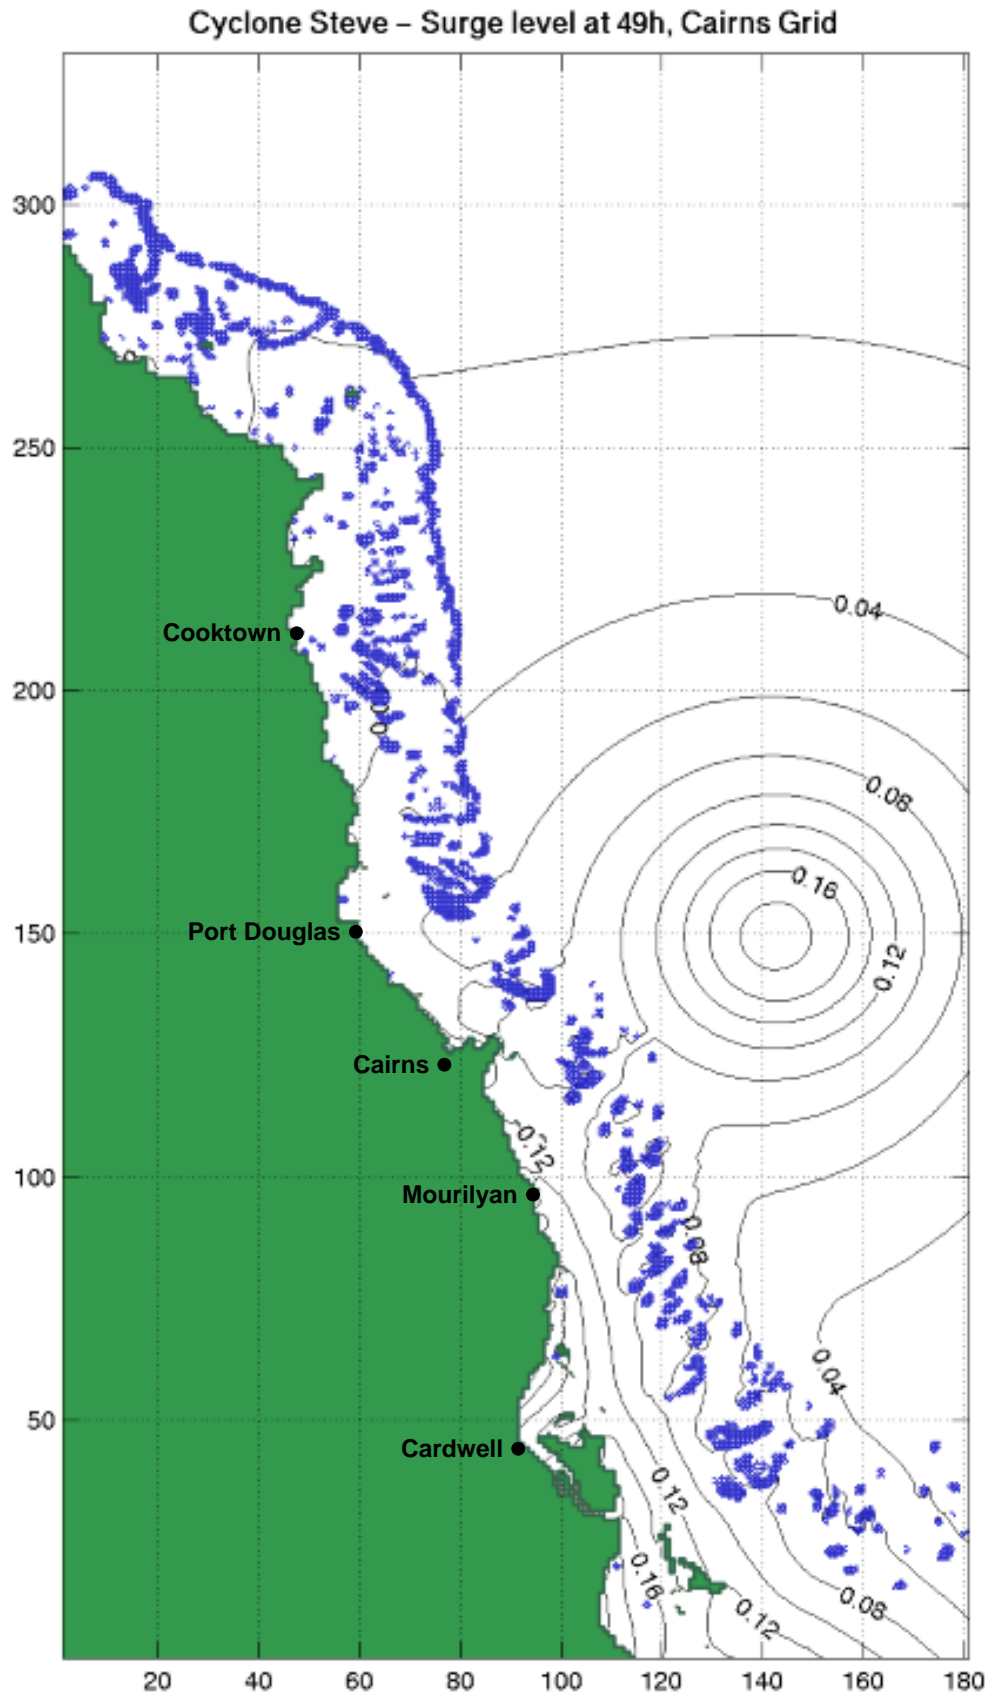 Cyclone Steve – Surge level at 49h, Cairns Grid
300
250
0.04
Cooktown
200
0.08
0.16
Port Douglas
150
0.12
Cairns
0.12
100
Mourilyan
0.08
0.04
50
Cardwell
0.12
0.16
0.08
0.12
20 40 60 80 100 120 140 160 180